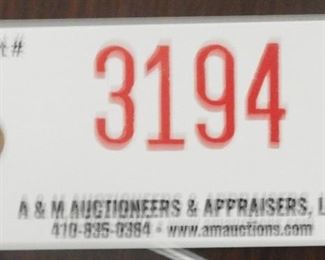 t #
3194
A & M AUCTIONEERS & APPRAISERS, L
410-835-0384 - www.amauctions.com